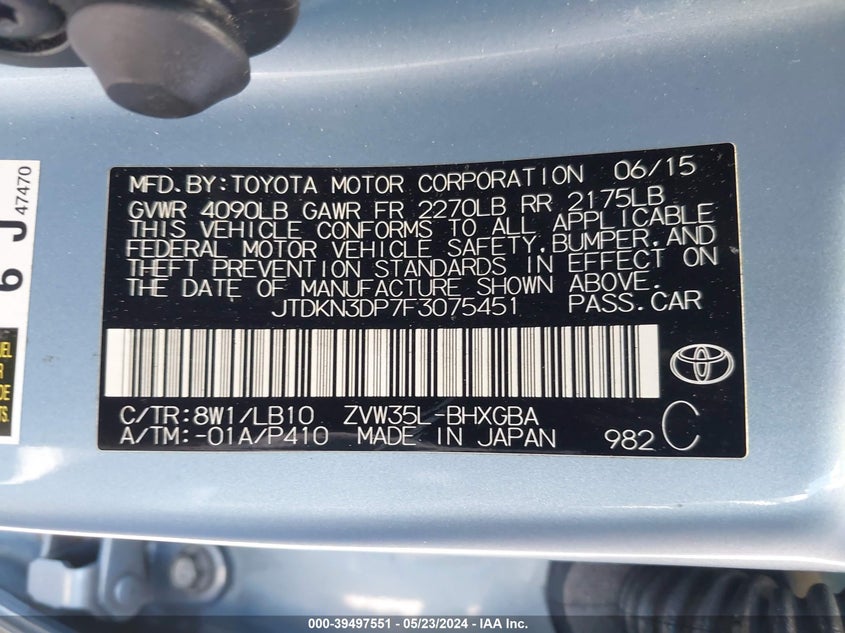 MFD.BY:TOYOTA MOTOR CORPORATION 06/15
GVWR 4090LB GAWR FR 2270LB RR 2175LB
THIS VEHICLE CONFORMS TO ALL APPLICABLE
FEDERAL MOTOR VEHICLE SAFETY,BUMPER,AND
THEFT PREVENTION STANDARDS IN EFFECT ON
THE DATE OF MANUFACTURE SHOWN ABOVE.
JTDKN3DP7F3075451 PASS.CAR
C/TR:8W1/LB10 ZVW35L-BHXGBA
A/TM:-01A/P410 MADE IN JAPAN 982 C
6 J 47470
000-39497551 — 05/23/2024 — IAA Inc.